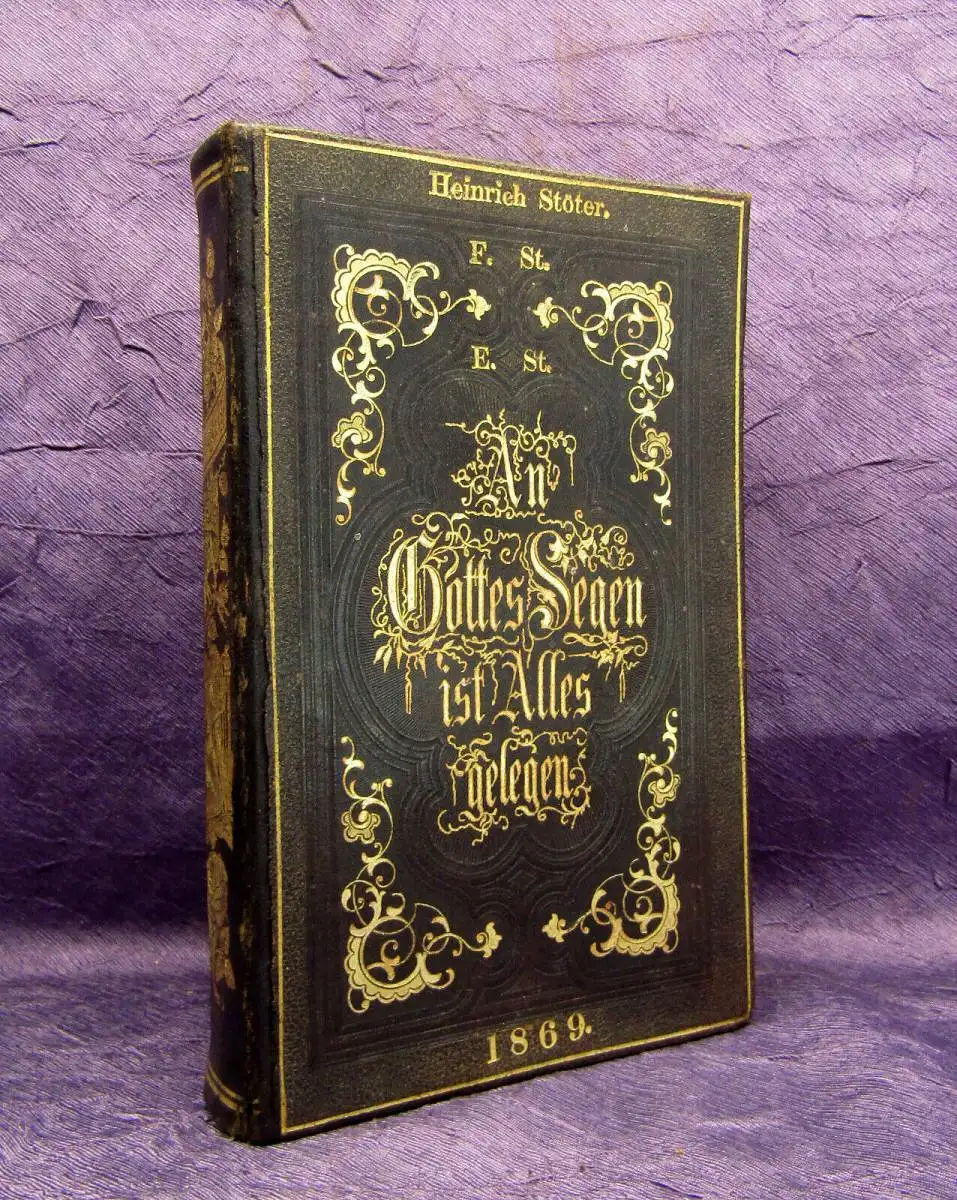 Heinrich Stöter.
F. St.
E. St.
An
Gottes Segen
ist Alles
gelegen
1869.